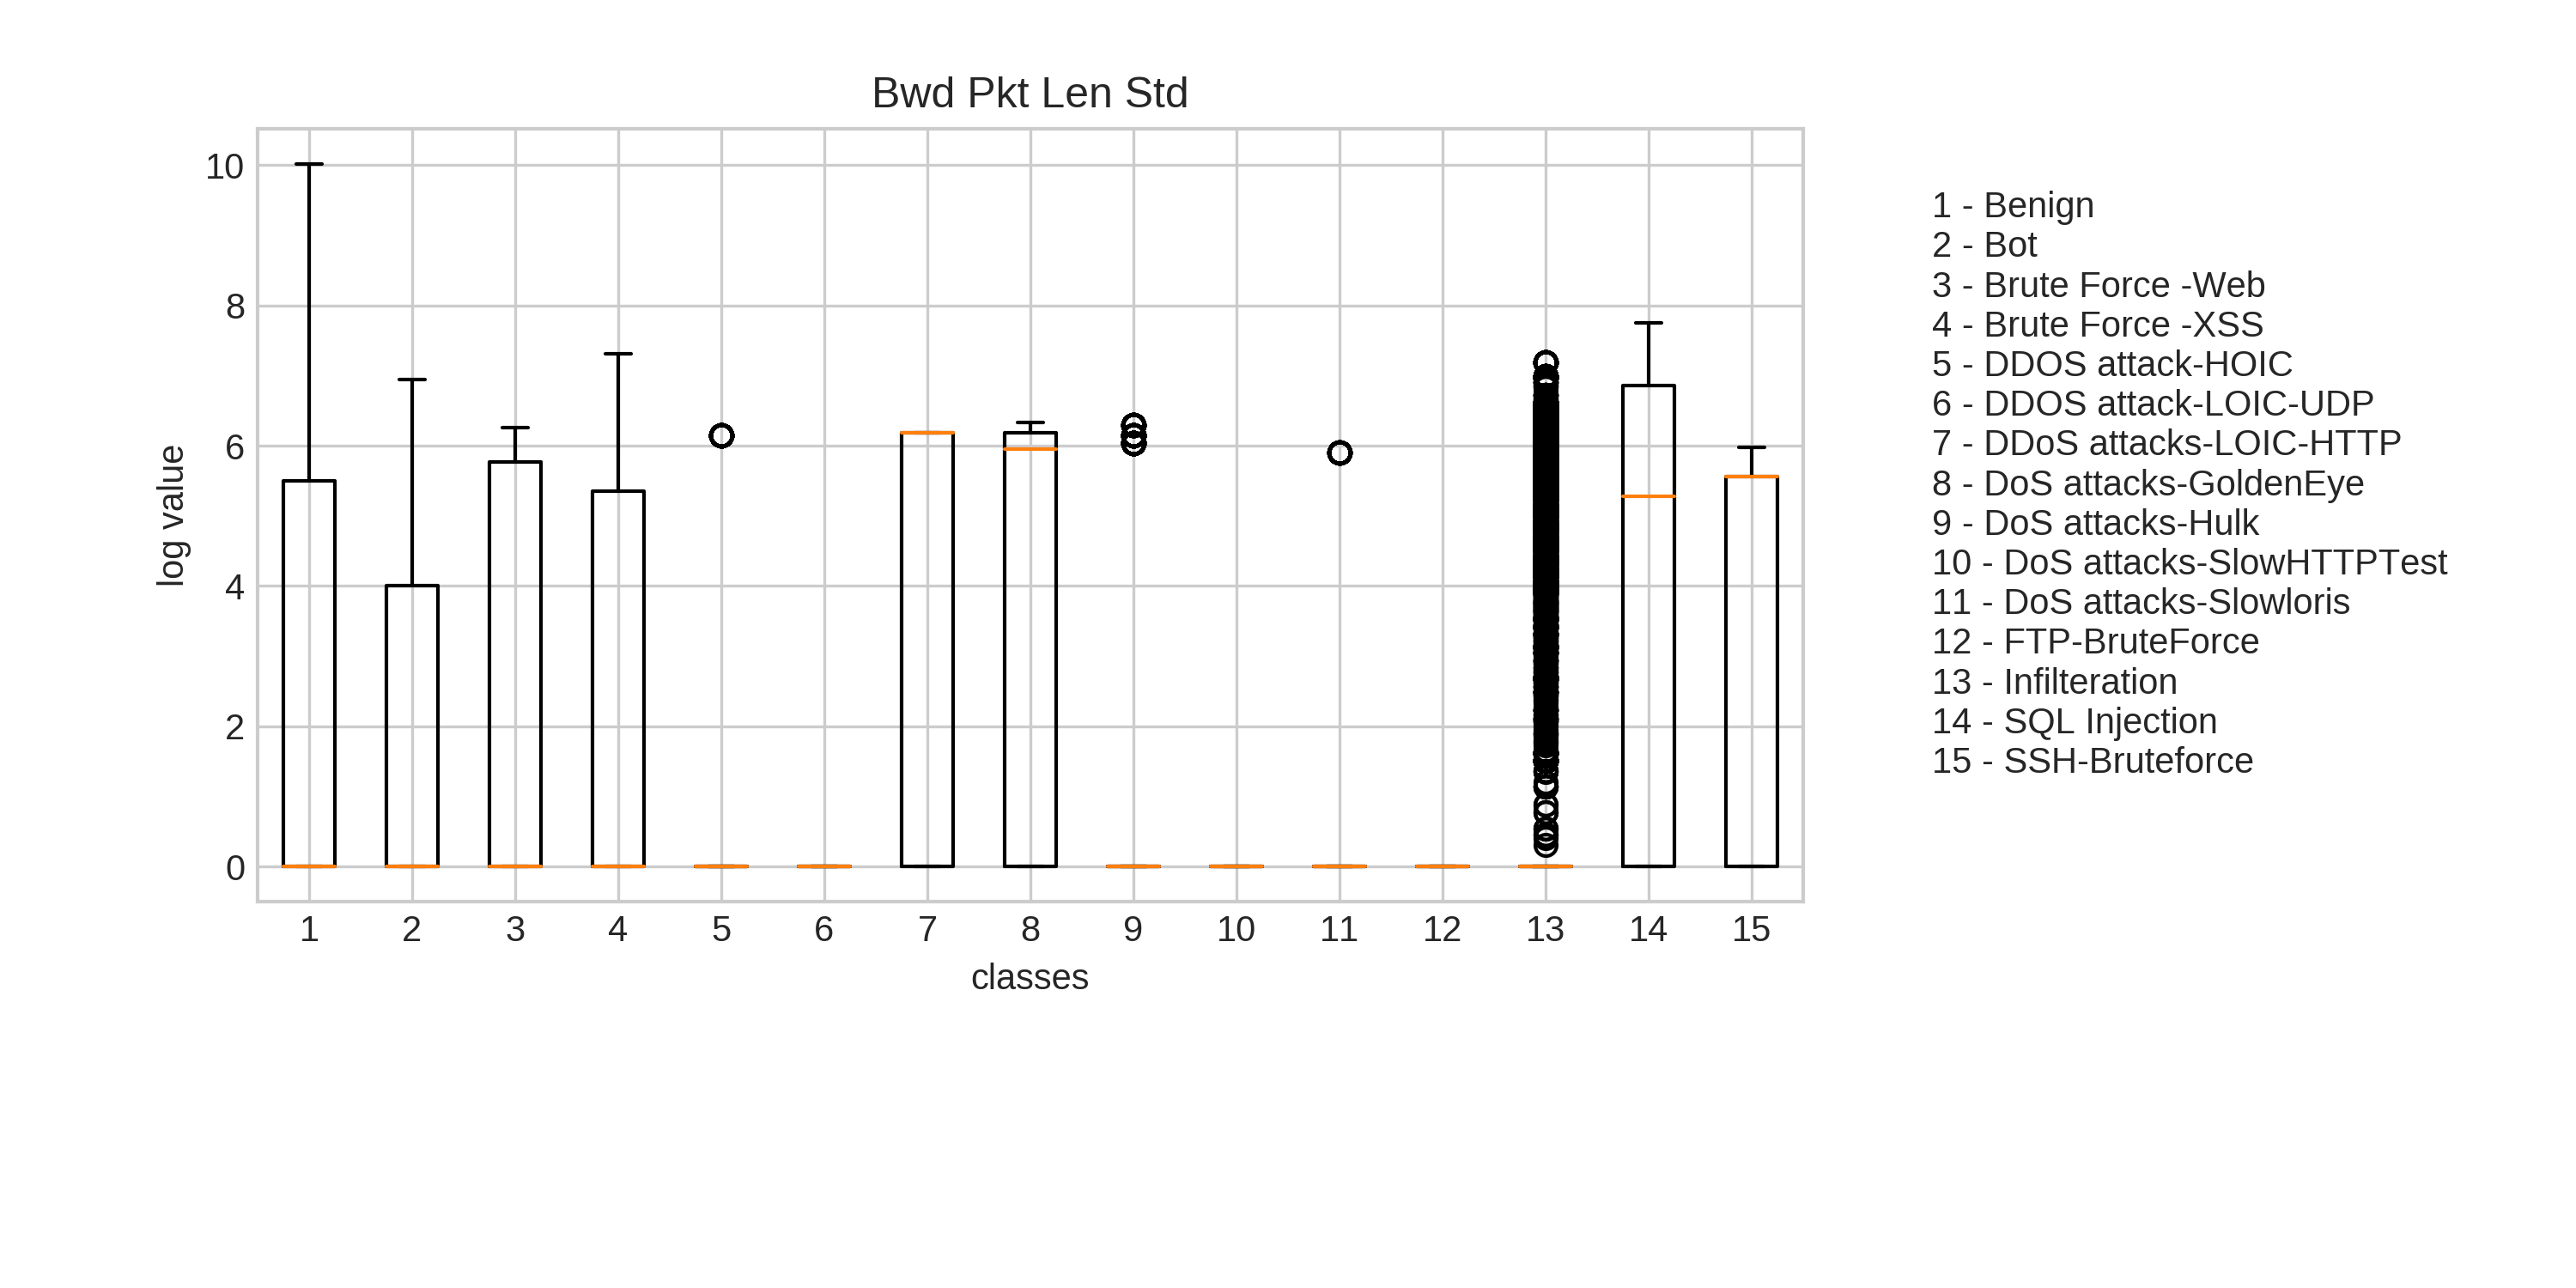 Bwd Pkt Len Std
10
8
6
4
2
0
log value
1 2 3 4 5 6 7 8 9 10 11 12 13 14 15
classes
1 - Benign
2 - Bot
3 - Brute Force -Web
4 - Brute Force -XSS
5 - DDOS attack-HOIC
6 - DDOS attack-LOIC-UDP
7 - DDoS attacks-LOIC-HTTP
8 - DoS attacks-GoldenEye
9 - DoS attacks-Hulk
10 - DoS attacks-SlowHTTPTest
11 - DoS attacks-Slowloris
12 - FTP-BruteForce
13 - Infilteration
14 - SQL Injection
15 - SSH-Bruteforce